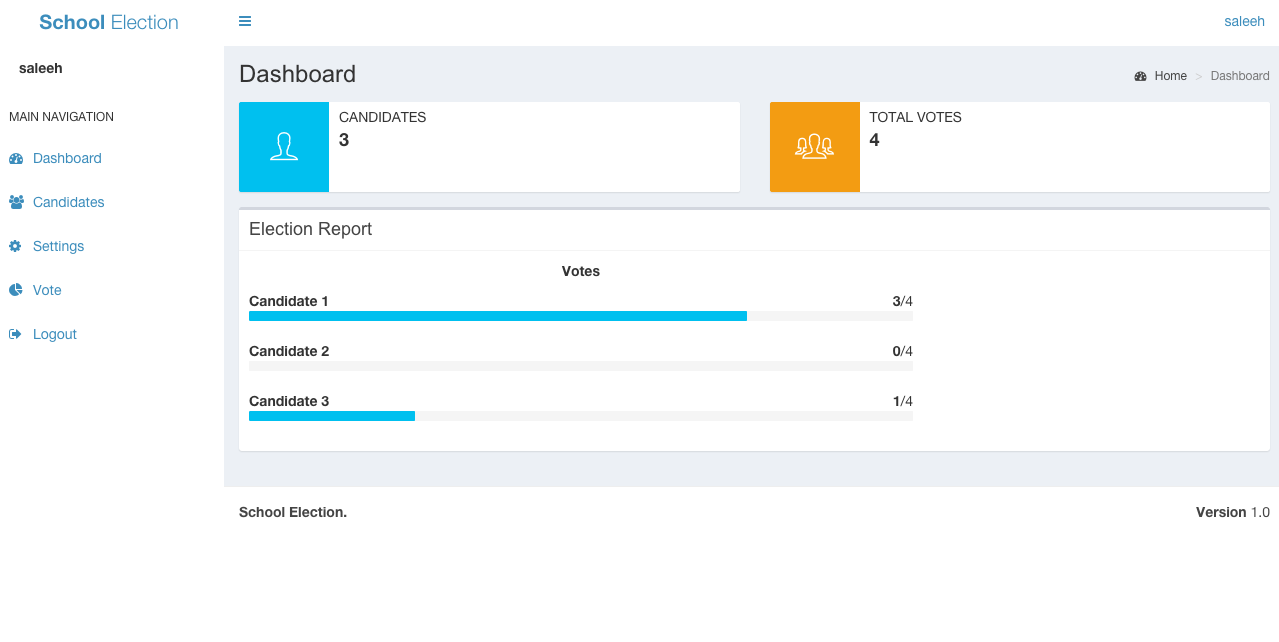 School Election
saleeh
saleeh
MAIN NAVIGATION
Dashboard
Candidates
Settings
Vote
Logout
Dashboard
Home > Dashboard
CANDIDATES
3
TOTAL VOTES
4
Election Report
Votes
Candidate 1 3/4
Candidate 2 0/4
Candidate 3 1/4
School Election.
Version 1.0